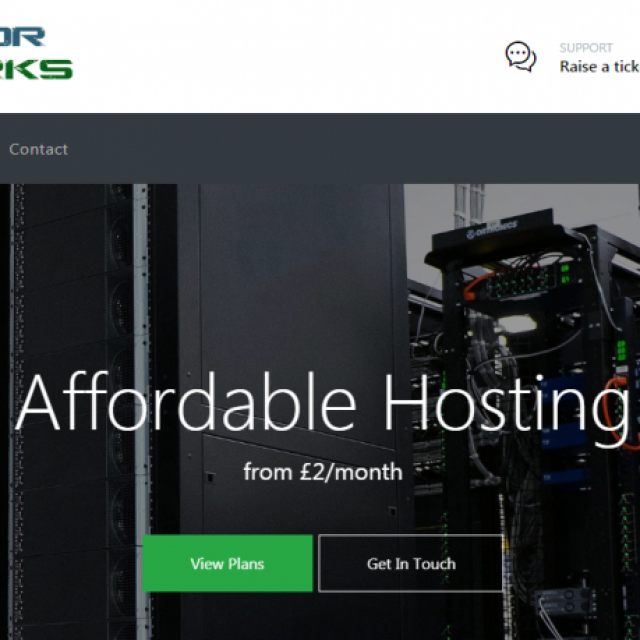 OR
RKS
SUPPORT
Raise a tick
Contact
Affordable Hosting
from £2/month
View Plans
Get In Touch